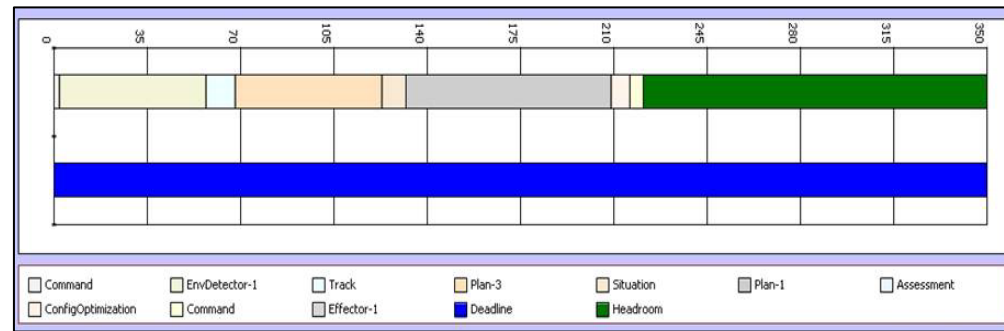 0 35 70 105 140 175 210 245 280 315 350
Command EnvDetector-1 Track Plan-3 Situation Plan-1 Assessment
ConfigOptimization Command Effector-1 Deadline Headroom